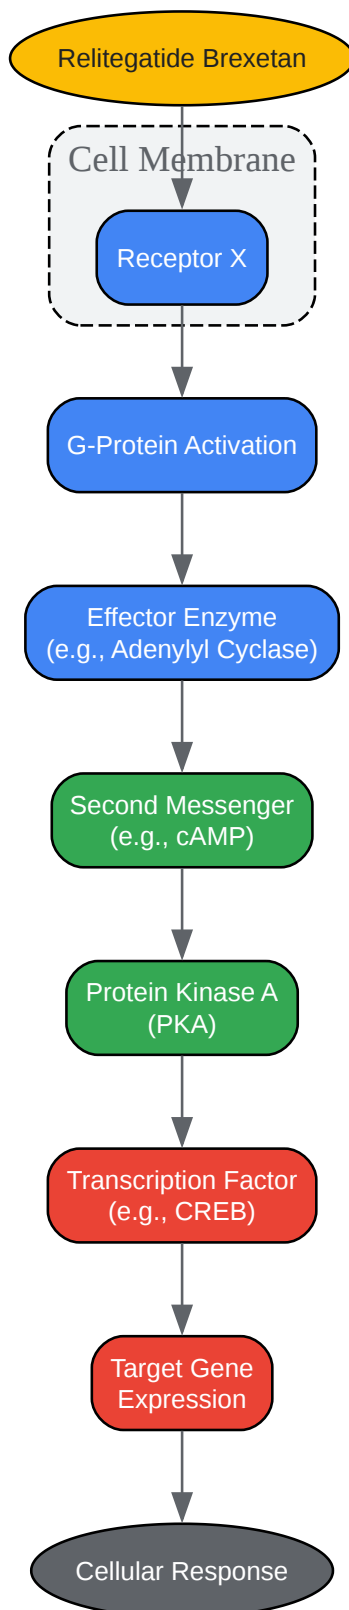 Relitegatide Brexetan
Cell Membrane
Receptor X
G-Protein Activation
Effector Enzyme
(e.g., Adenylyl Cyclase)
Second Messenger
(e.g., cAMP)
Protein Kinase A
(PKA)
Transcription Factor
(e.g., CREB)
Target Gene
Expression
Cellular Response